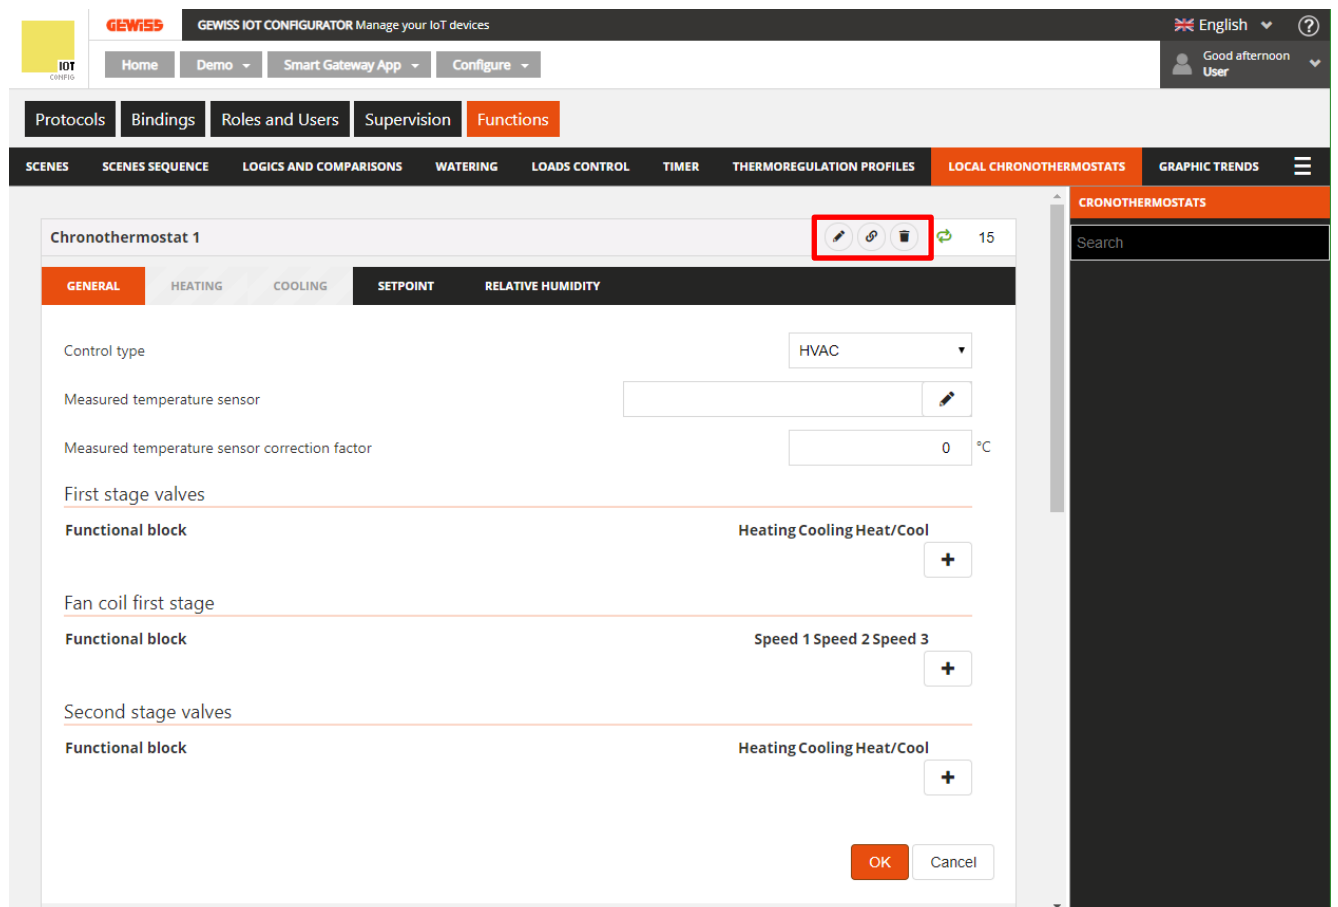 GEWISS GEWISS IOT CONFIGURATOR Manage your IoT devices English ?
IOT
CONFIG
Home Demo Smart Gateway App Configure Good afternoon
User
Protocols Bindings Roles and Users Supervision Functions
SCENES SCENES SEQUENCE LOGICS AND COMPARISONS WATERING LOADS CONTROL TIMER THERMOREGULATION PROFILES LOCAL CHRONOTHERMOSTATS GRAPHIC TRENDS
CRONOTHERMOSTATS
Search
Chronothermostat 1 15
GENERAL HEATING COOLING SETPOINT RELATIVE HUMIDITY
Control type HVAC
Measured temperature sensor
Measured temperature sensor correction factor 0 °C
First stage valves
Functional block Heating Cooling Heat/Cool
+
Fan coil first stage
Functional block Speed 1 Speed 2 Speed 3
+
Second stage valves
Functional block Heating Cooling Heat/Cool
+
OK Cancel